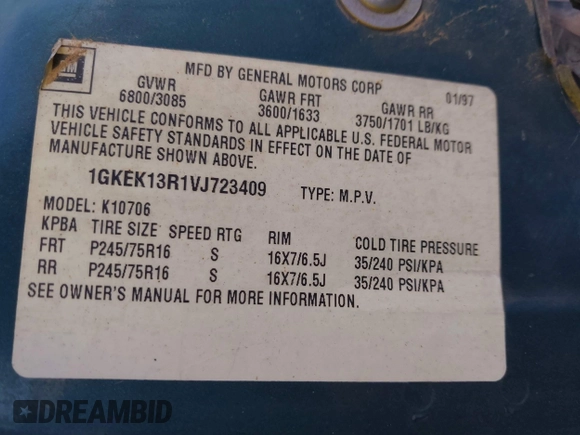 GM
MFD BY GENERAL MOTORS CORP 01/97
GVWR GAWR FRT GAWR RR
6800/3085 3600/1633 3750/1701 LB/KG
THIS VEHICLE CONFORMS TO ALL APPLICABLE U.S. FEDERAL MOTOR
VEHICLE SAFETY STANDARDS IN EFFECT ON THE DATE OF
MANUFACTURE SHOWN ABOVE.
1GKEK13R1VJ723409 TYPE: M.P.V.
MODEL: K10706
KPBA TIRE SIZE SPEED RTG RIM COLD TIRE PRESSURE
FRT P245/75R16 S 16X7/6.5J 35/240 PSI/KPA
RR P245/75R16 S 16X7/6.5J 35/240 PSI/KPA
SEE OWNER'S MANUAL FOR MORE INFORMATION.
DREAMBID